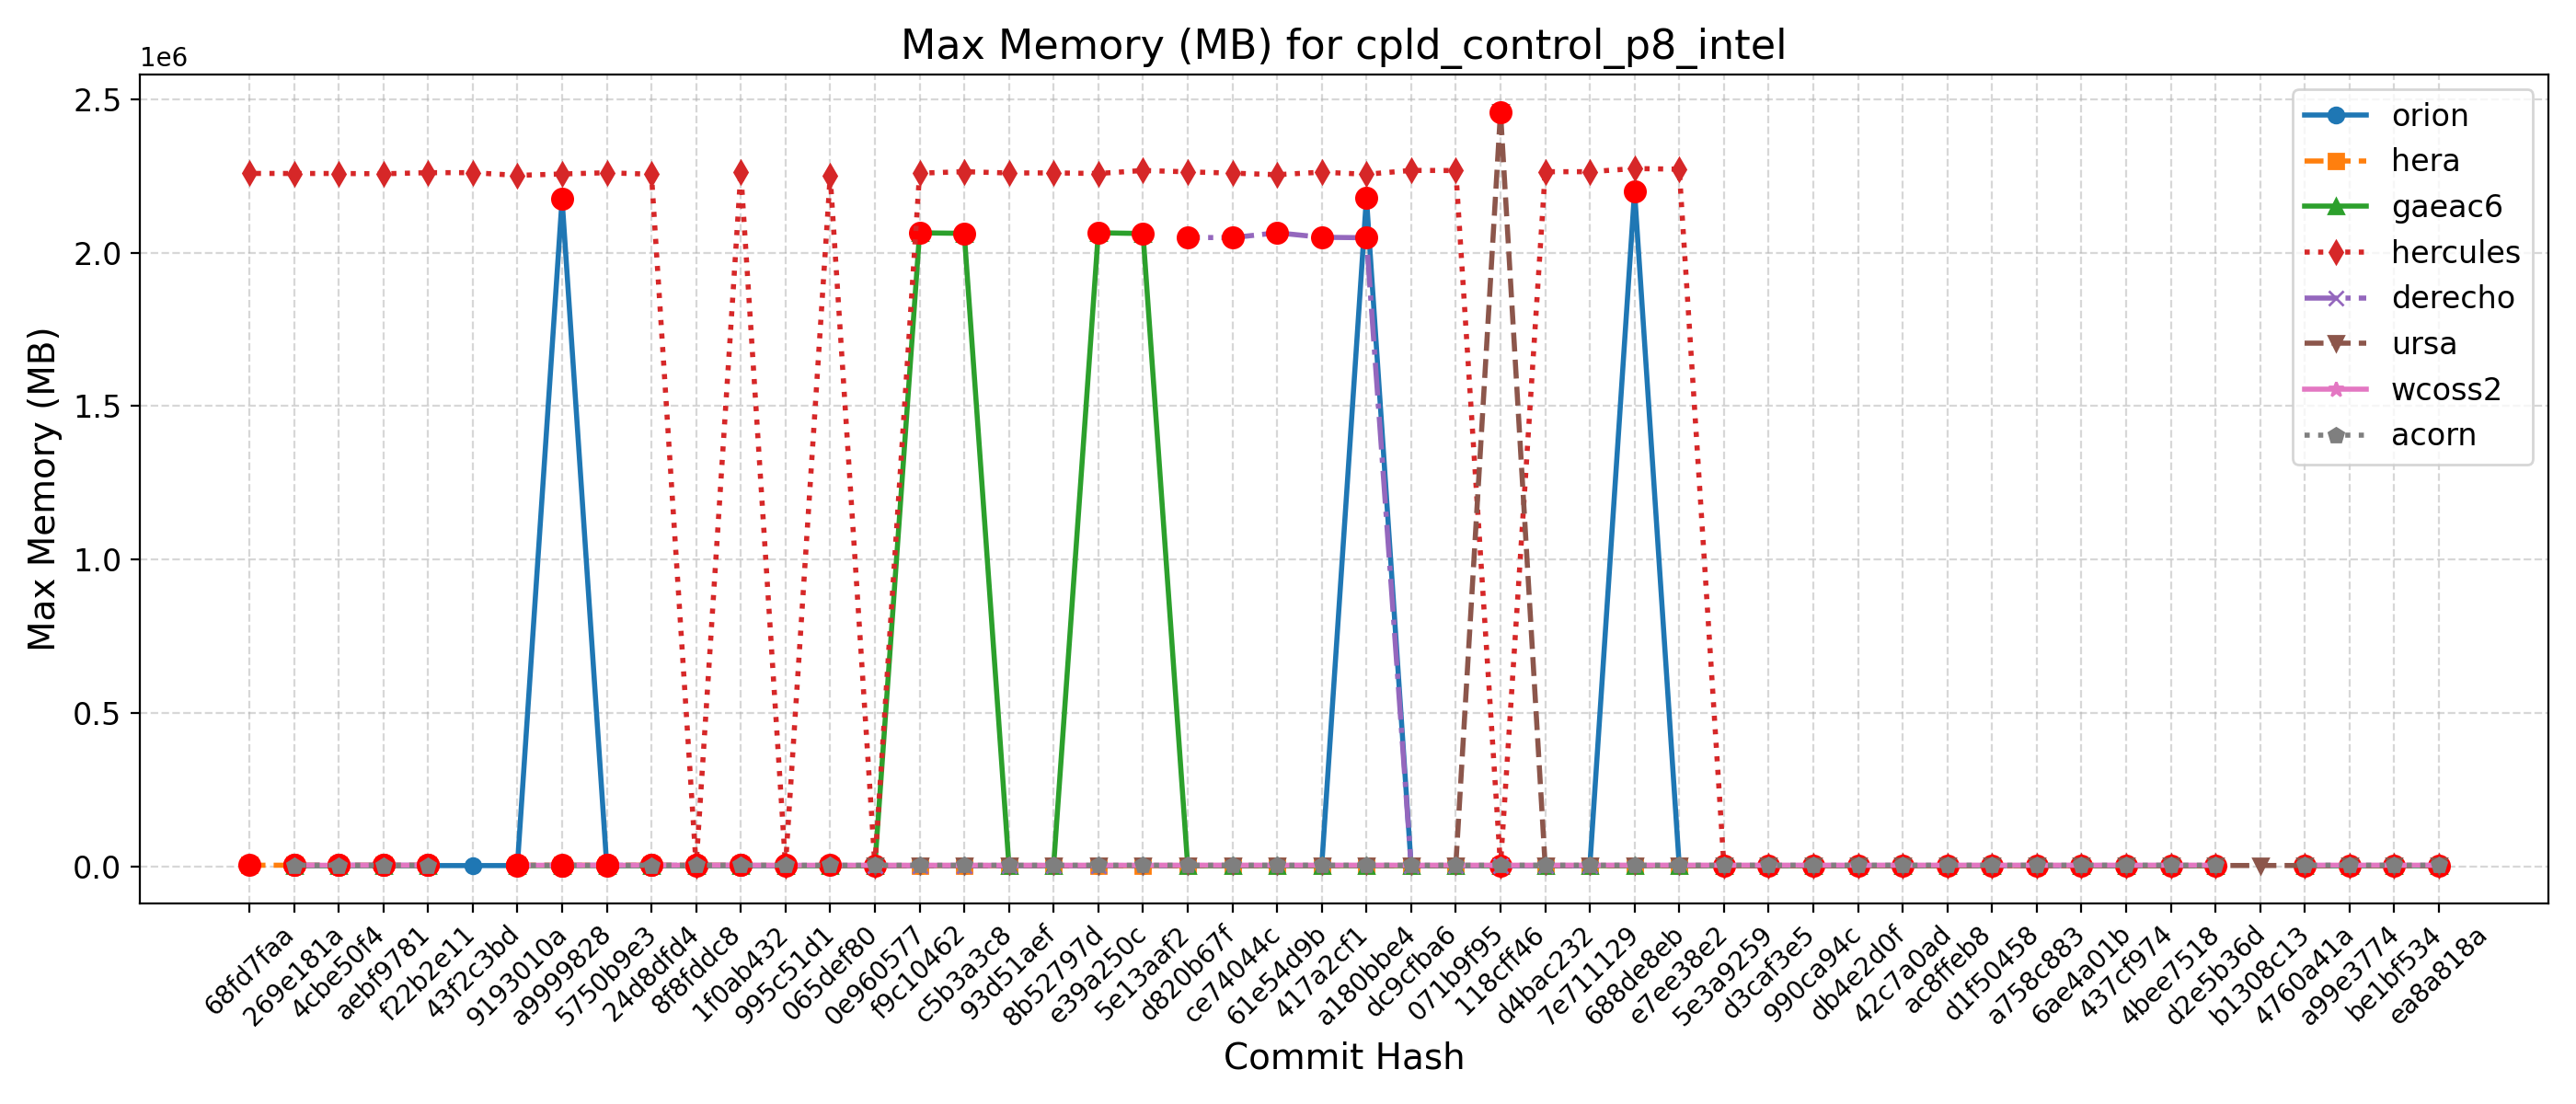 Max Memory (MB) for cpld_control_p8_intel
1e6
2.5
2.0
1.5
1.0
0.5
0.0
Max Memory (MB)
orion
hera
gaeac6
hercules
derecho
ursa
wcoss2
acorn
68fd7faa
269e181a
4cbe50f4
aebf9781
f22b2e11
43f2c3bd
9193010a
a9999828
5750b9e3
24d8dfd4
8f8fddc8
1f0ab432
995c51d1
065def80
0e960577
f9c10462
c5b3a3c8
93d51aef
8b52797d
e39a250c
5e13aaf2
d820b67f
ce74044c
61e54d9b
417a2cf1
a180bbe4
dc9cfba6
071b9f95
118cff46
d4bac232
7e711129
688de8eb
e7ee38e2
5e3a9259
d3caf3e5
990ca94c
db4e2d0f
42c7a0ad
ac8ffeb8
d1f50458
a758c883
6ae4a01b
437cf974
4bee7518
d2e5b36d
b1308c13
4760a41a
a99e3774
be1bf534
ea8a818a
Commit Hash